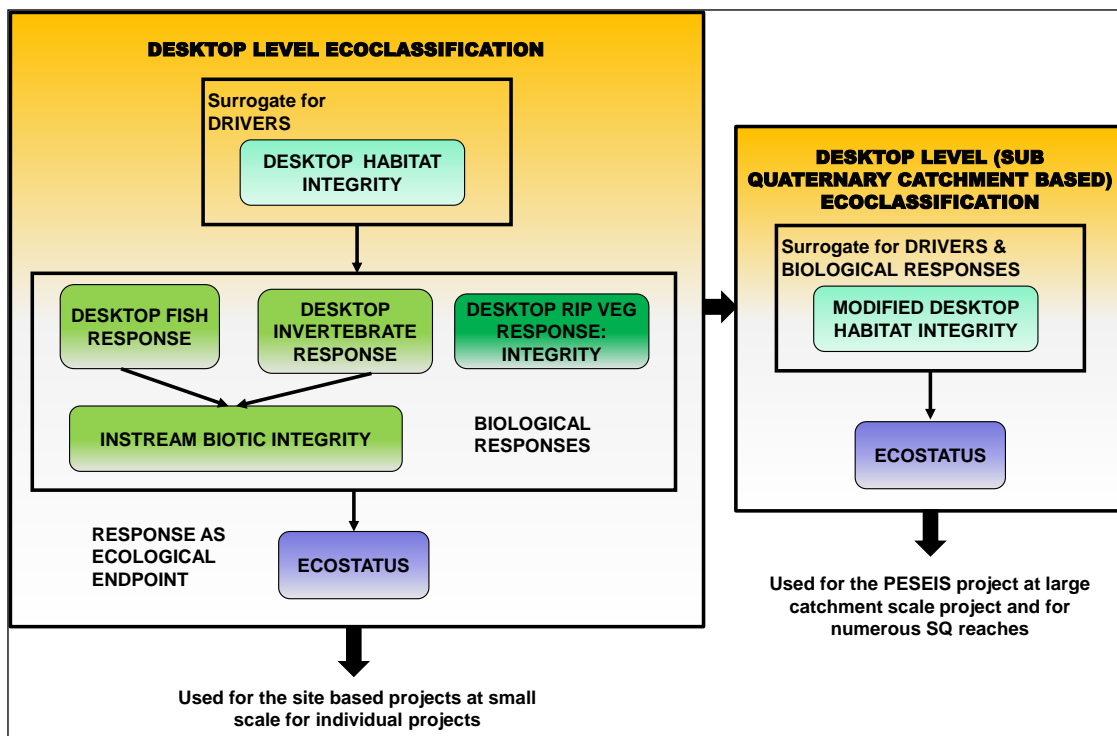 DESKTOP LEVEL ECOCLASSIFICATION
Surrogate for
DRIVERS
DESKTOP HABITAT
INTEGRITY
DESKTOP FISH
RESPONSE
DESKTOP
INVERTEBRATE
RESPONSE
DESKTOP RIP VEG
RESPONSE:
INTEGRITY
INSTREAM BIOTIC INTEGRITY
BIOLOGICAL
RESPONSES
RESPONSE AS
ECOLOGICAL
ENDPOINT
ECOSTATUS
Used for the site based projects at small
scale for individual projects
DESKTOP LEVEL (SUB
QUATERNARY CATCHMENT BASED)
ECOCLASSIFICATION
Surrogate for DRIVERS &
BIOLOGICAL RESPONSES
MODIFIED DESKTOP
HABITAT INTEGRITY
ECOSTATUS
Used for the PESEIS project at large
catchment scale project and for
numerous SQ reaches